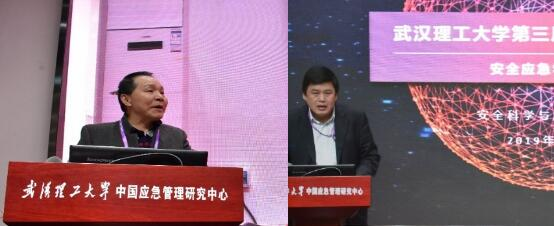 武汉理工大学 中国应急管理研究中心
武汉理工大学第三
安全应急
安全科学与
2019年
大学 中国应急管理研究中心